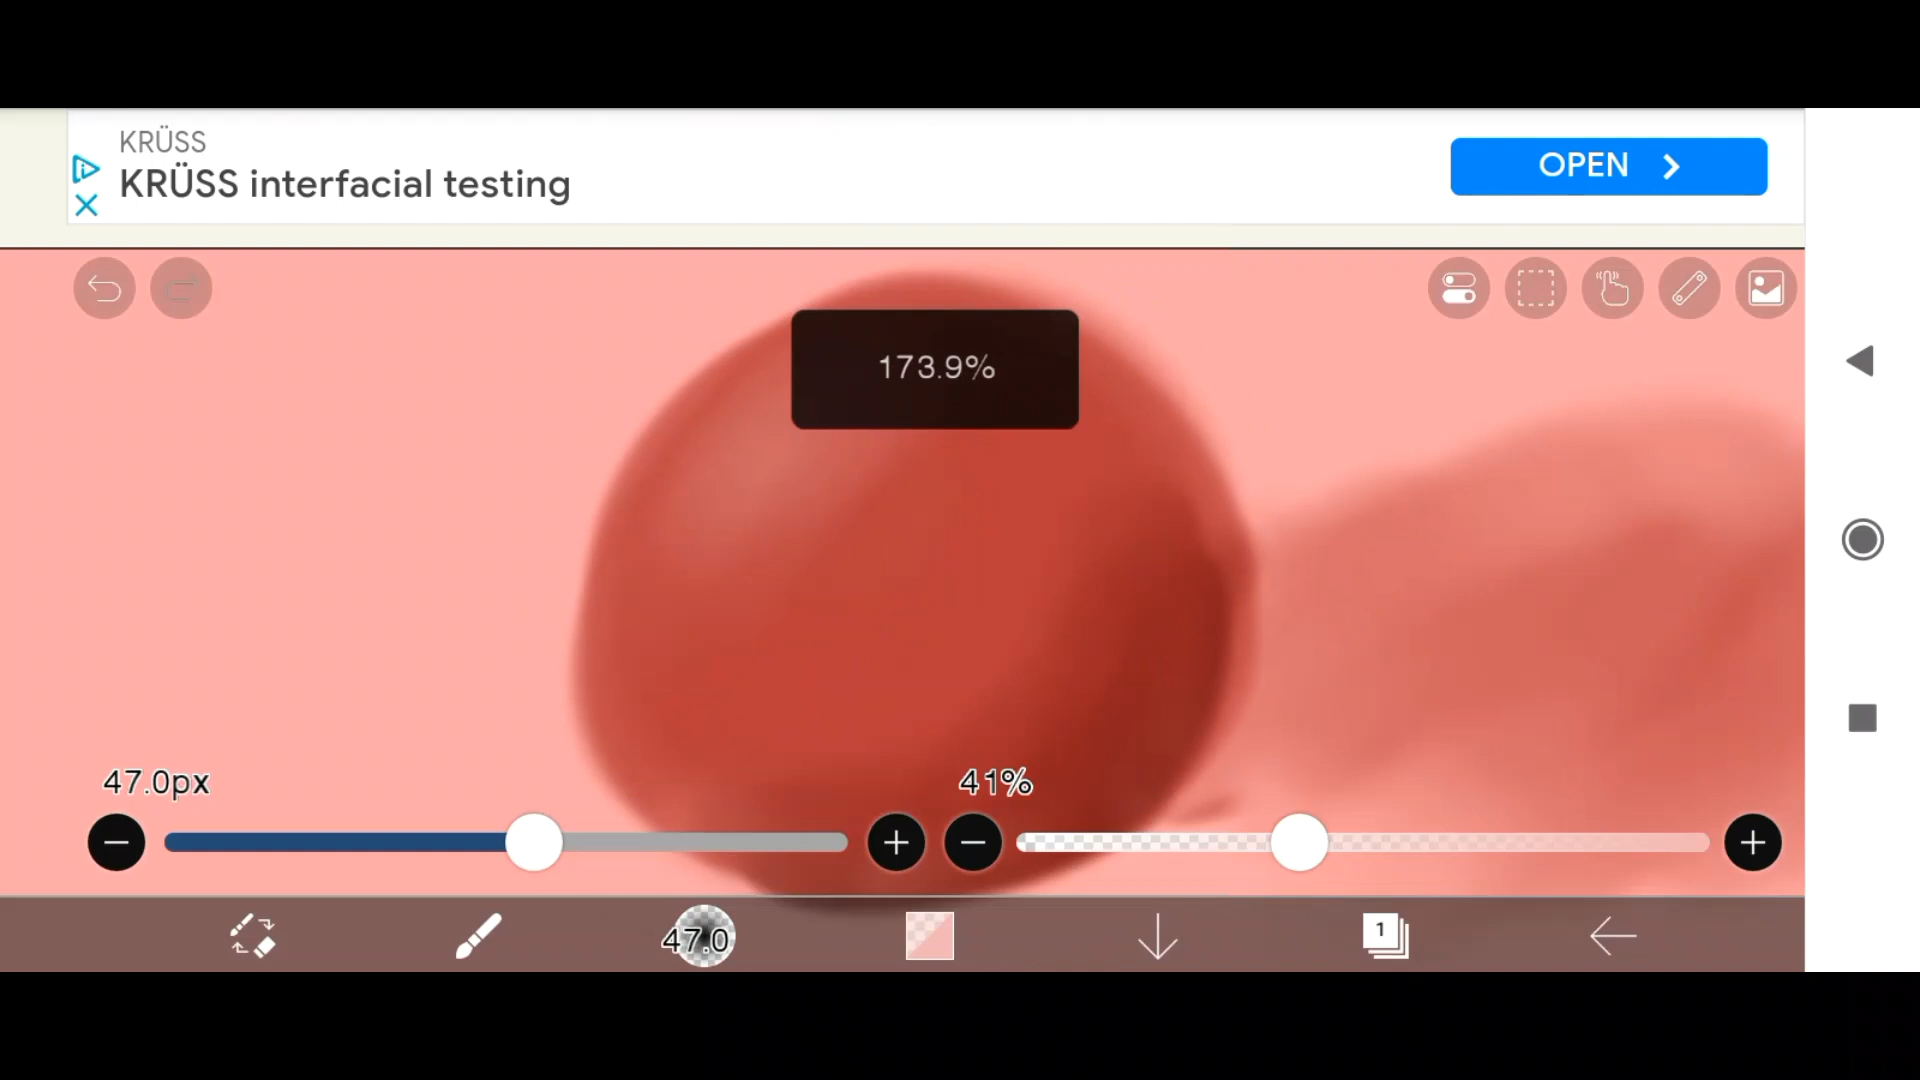 KRÜSS
KRÜSS interfacial testing
OPEN
173.9%
47.0px
41%
47.0
1